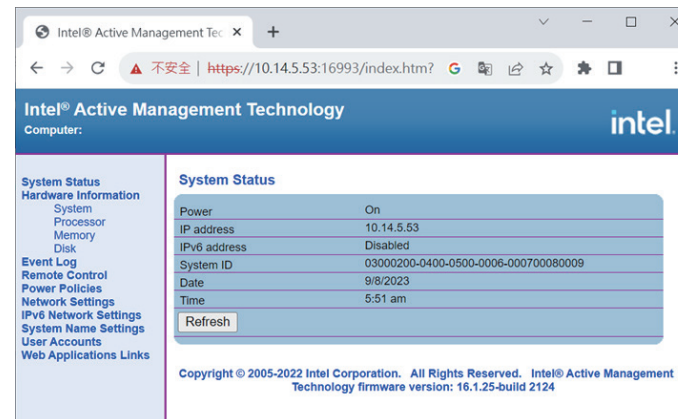 Intel® Active Management Tec
不安全 | https://10.14.5.53:16993/index.htm?
Intel® Active Management Technology
Computer:
intel.
System Status
Hardware Information
System
Processor
Memory
Disk
Event Log
Remote Control
Power Policies
Network Settings
IPv6 Network Settings
System Name Settings
User Accounts
Web Applications Links
System Status
Power On
IP address 10.14.5.53
IPv6 address Disabled
System ID 03000200-0400-0500-0006-000700080009
Date 9/8/2023
Time 5:51 am
Refresh
Copyright © 2005-2022 Intel Corporation. All Rights Reserved. Intel® Active Management
Technology firmware version: 16.1.25-build 2124